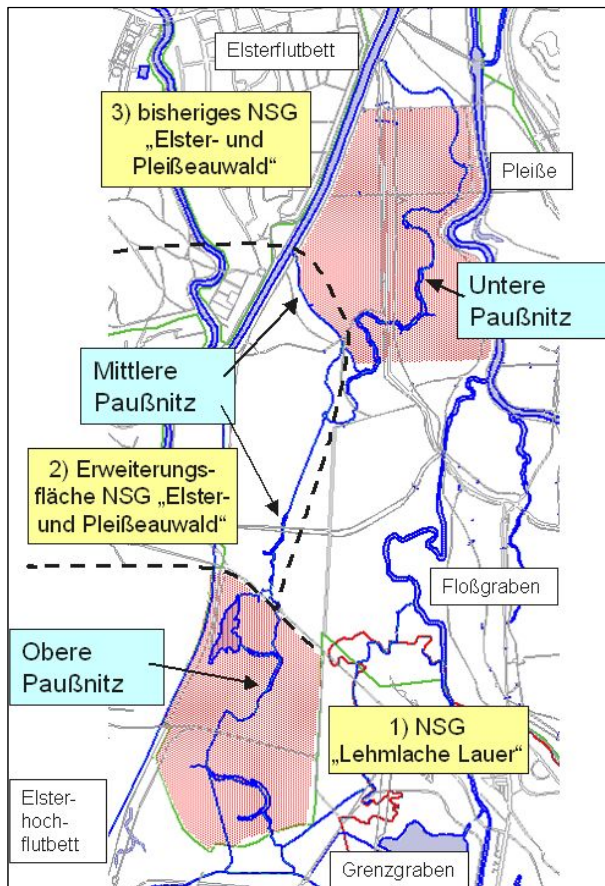 Elsterflutbett
3) bisheriges NSG
„Elster- und
Pleißeauwald“
Pleiße
Untere
Paußnitz
Mittlere
Paußnitz
2) Erweiterungs-
fläche NSG „Elster-
und Pleißeauwald“
Floßgraben
Obere
Paußnitz
1) NSG
„Lehmlache Lauer“
Elster-
hoch-
flutbett
Grenzgraben